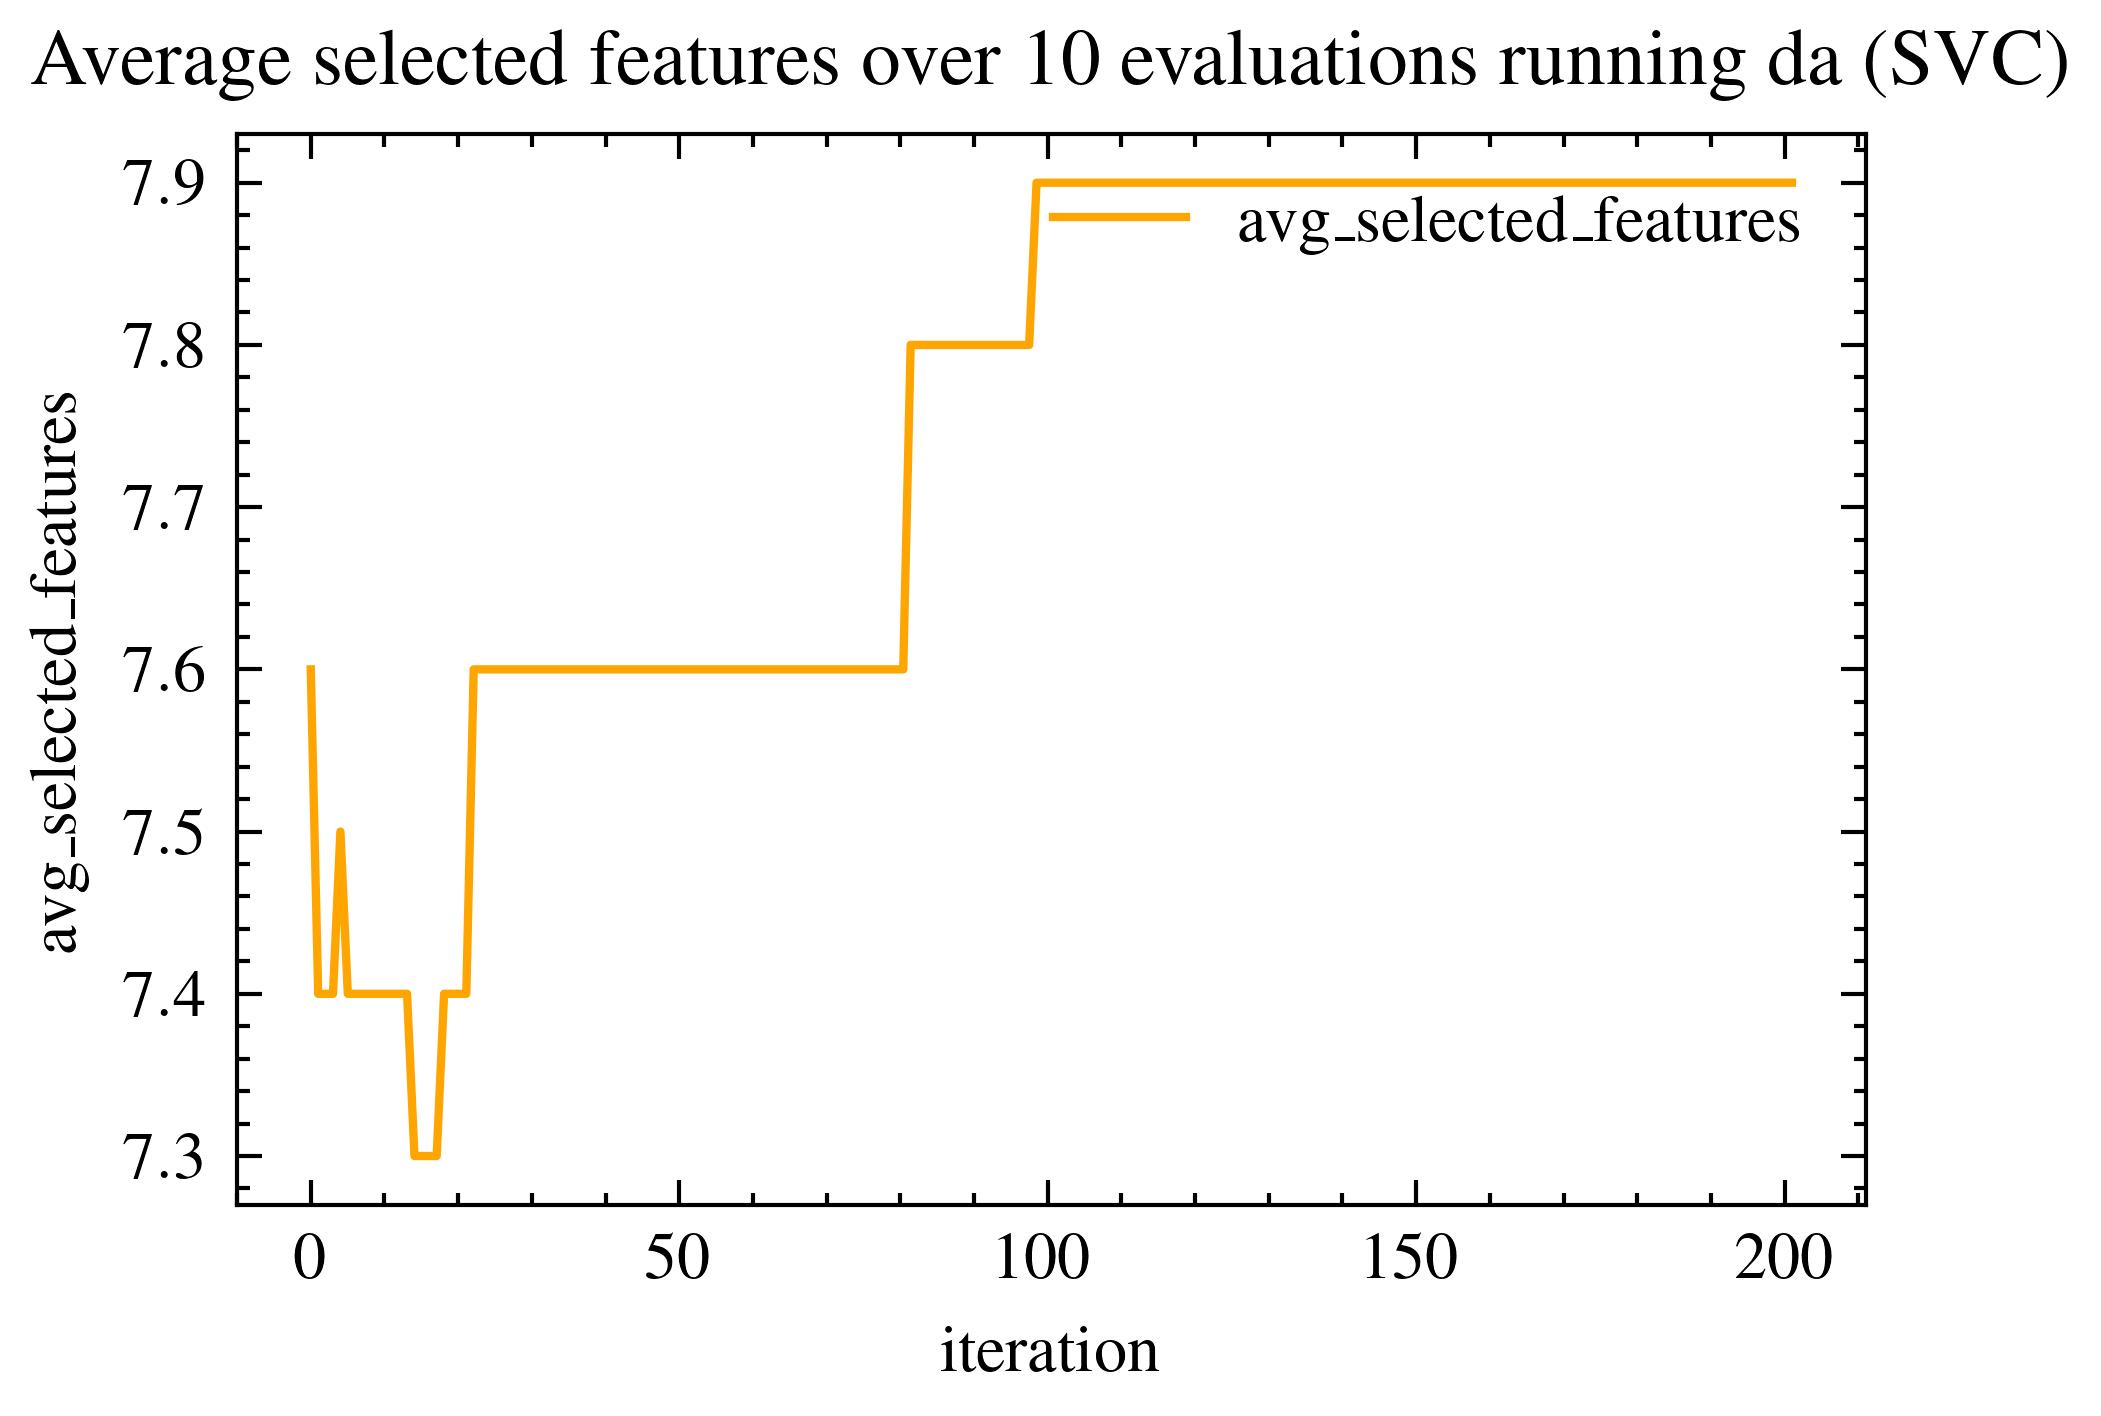 Average selected features over 10 evaluations running da (SVC)
7.9
avg_selected_features
7.8
7.7
7.6
7.5
7.4
7.3
avg_selected_features
0 50 100 150 200
iteration